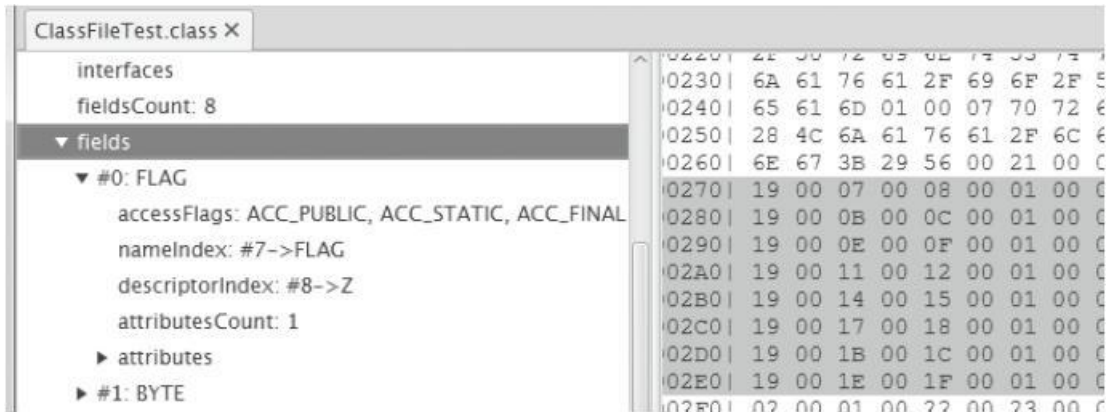 ClassFileTest.class ✕
interfaces
fieldsCount: 8
▼ fields
▼ #0: FLAG
accessFlags: ACC_PUBLIC, ACC_STATIC, ACC_FINAL
nameIndex: #7->FLAG
descriptorIndex: #8->Z
attributesCount: 1
▶ attributes
▶ #1: BYTE
0230| 6A 61 76 61 2F 69 6F 2F
0240| 65 61 6D 01 00 07 70 72
0250| 28 4C 6A 61 76 61 2F 6C
0260| 6E 67 3B 29 56 00 21 00
0270| 19 00 07 00 08 00 01 00
0280| 19 00 0B 00 0C 00 01 00
0290| 19 00 0E 00 0F 00 01 00
02A0| 19 00 11 00 12 00 01 00
02B0| 19 00 14 00 15 00 01 00
02C0| 19 00 17 00 18 00 01 00
02D0| 19 00 1B 00 1C 00 01 00
02E0| 19 00 1E 00 1F 00 01 00